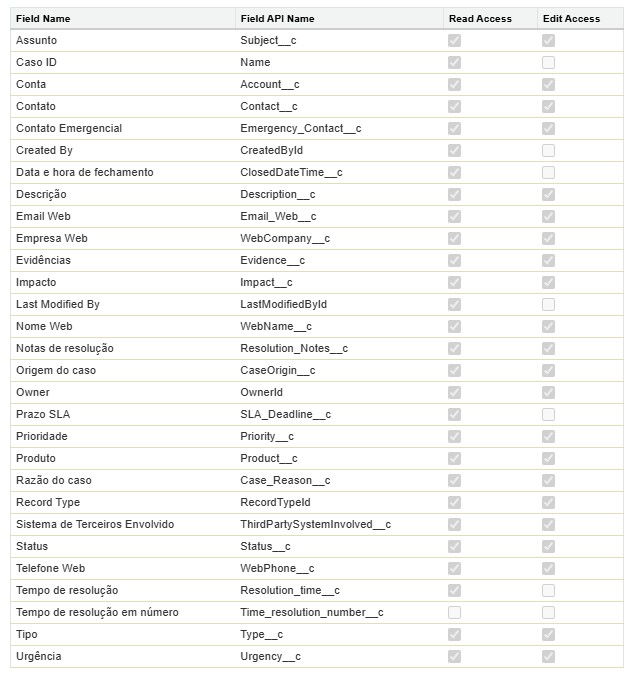 Field Name Field API Name Read Access Edit Access
Assunto Subject__c
Caso ID Name
Conta Account__c
Contato Contact__c
Contato Emergencial Emergency_Contact__c
Created By CreatedById
Data e hora de fechamento ClosedDateTime__c
Descrição Description__c
Email Web Email_Web__c
Empresa Web WebCompany__c
Evidências Evidence__c
Impacto Impact__c
Last Modified By LastModifiedById
Nome Web WebName__c
Notas de resolução Resolution_Notes__c
Origem do caso CaseOrigin__c
Owner OwnerId
Prazo SLA SLA_Deadline__c
Prioridade Priority__c
Produto Product__c
Razão do caso Case_Reason__c
Record Type RecordTypeId
Sistema de Terceiros Envolvido ThirdPartySystemInvolved__c
Status Status__c
Telefone Web WebPhone__c
Tempo de resolução Resolution_time__c
Tempo de resolução em número Time_resolution_number__c
Tipo Type__c
Urgência Urgency__c